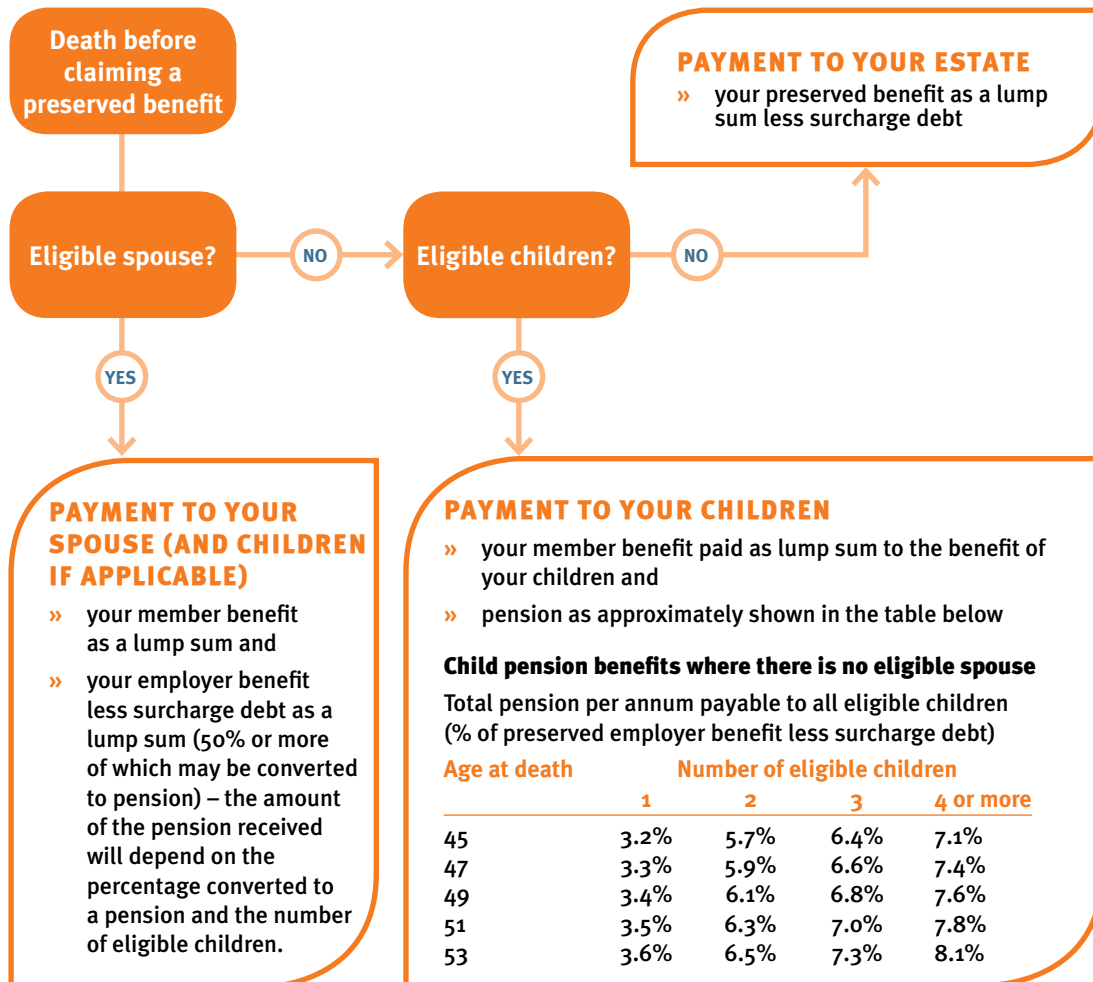 Death before
claiming a
preserved benefit
PAYMENT TO YOUR ESTATE
» your preserved benefit as a lump
sum less surcharge debt
Eligible spouse?
NO
Eligible children?
NO
YES
YES
PAYMENT TO YOUR
SPOUSE (AND CHILDREN
IF APPLICABLE)
» your member benefit
as a lump sum and
» your employer benefit
less surcharge debt as a
lump sum (50% or more
of which may be converted
to pension) – the amount
of the pension received
will depend on the
percentage converted to
a pension and the number
of eligible children.
PAYMENT TO YOUR CHILDREN
» your member benefit paid as lump sum to the benefit of
your children and
» pension as approximately shown in the table below
Child pension benefits where there is no eligible spouse
Total pension per annum payable to all eligible children
(% of preserved employer benefit less surcharge debt)
Age at death Number of eligible children
1 2 3 4 or more
45 3.2% 5.7% 6.4% 7.1%
47 3.3% 5.9% 6.6% 7.4%
49 3.4% 6.1% 6.8% 7.6%
51 3.5% 6.3% 7.0% 7.8%
53 3.6% 6.5% 7.3% 8.1%